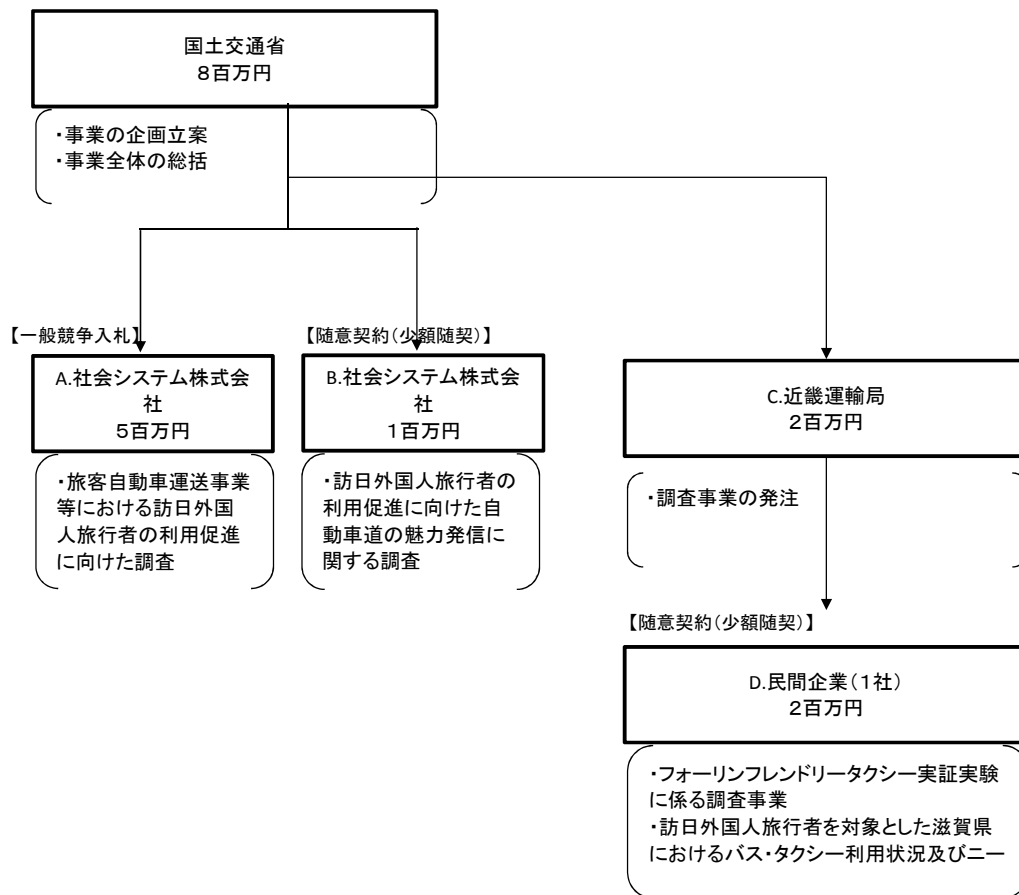 国土交通省
8百万円
・事業の企画立案
・事業全体の総括
【一般競争入札】
A.社会システム株式会
社
5百万円
・旅客自動車運送事業
等における訪日外国
人旅行者の利用促進
に向けた調査
【随意契約(少額随契)】
B.社会システム株式会
社
1百万円
・訪日外国人旅行者の
利用促進に向けた自
動車道の魅力発信に
関する調査
C.近畿運輸局
2百万円
・調査事業の発注
【随意契約(少額随契)】
D.民間企業(1社)
2百万円
・フォーリンフレンドリータクシー実証実験
に係る調査事業
・訪日外国人旅行者を対象とした滋賀県
におけるバス・タクシー利用状況及びニー